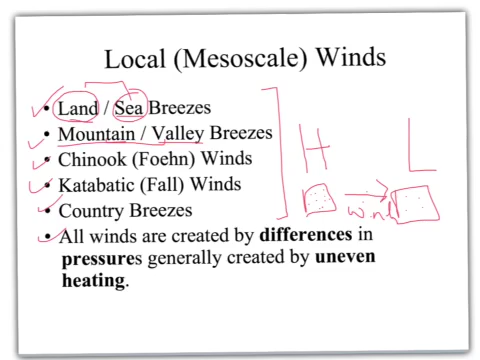 Local (Mesoscale) Winds
• Land / Sea Breezes
• Mountain / Valley Breezes
• Chinook (Foehn) Winds
• Katabatic (Fall) Winds
• Country Breezes
• All winds are created by differences in
pressures generally created by uneven
heating.
H L
wind